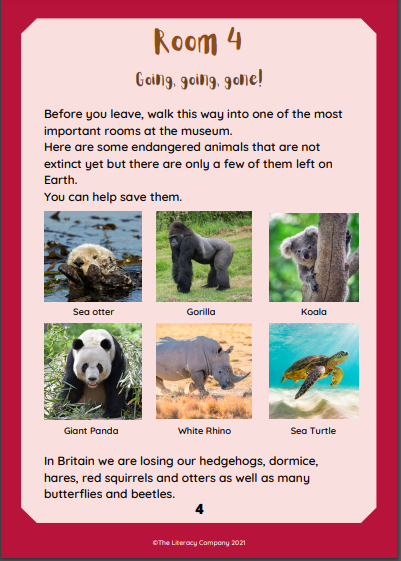 Room 4
Going, going, gone!
Before you leave, walk this way into one of the most
important rooms at the museum.
Here are some endangered animals that are not
extinct yet but there are only a few of them left on
Earth.
You can help save them.
Sea otter
Gorilla
Koala
Giant Panda
White Rhino
Sea Turtle
In Britain we are losing our hedgehogs, dormice,
hares, red squirrels and otters as well as many
butterflies and beetles.
4
©The Literacy Company 2021